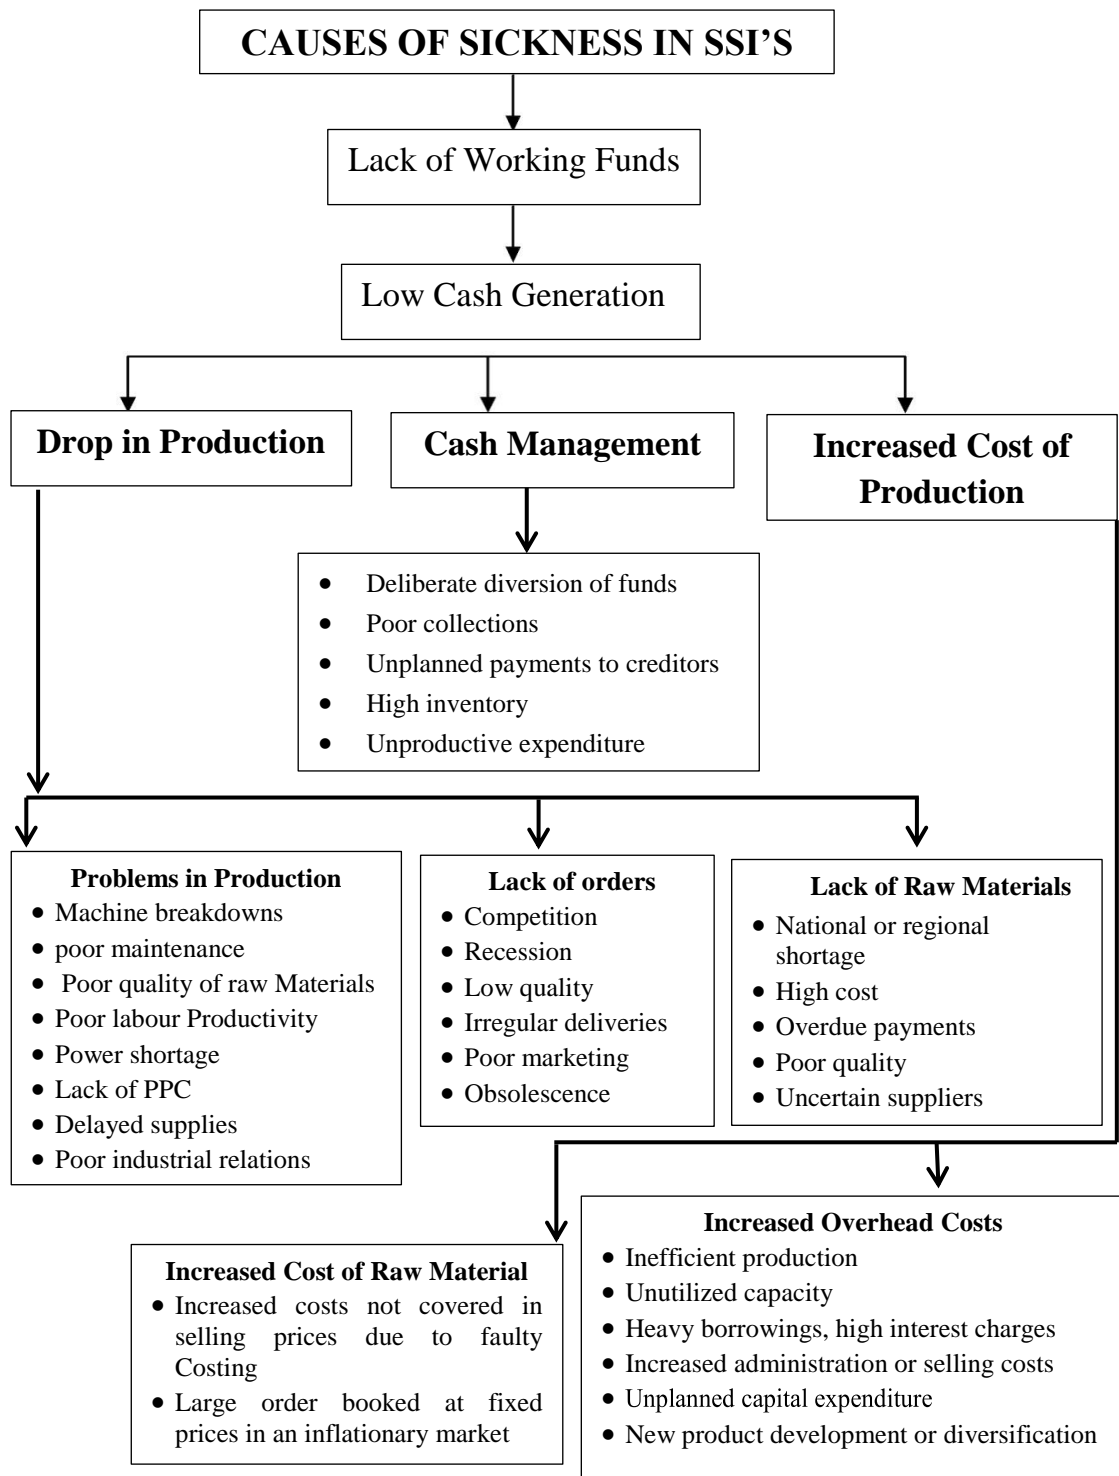 CAUSES OF SICKNESS IN SSI’S
Lack of Working Funds
Low Cash Generation
Drop in Production
Cash Management
Increased Cost of
Production
• Deliberate diversion of funds
• Poor collections
• Unplanned payments to creditors
• High inventory
• Unproductive expenditure
Problems in Production
• Machine breakdowns
• poor maintenance
• Poor quality of raw Materials
• Poor labour Productivity
• Power shortage
• Lack of PPC
• Delayed supplies
• Poor industrial relations
Lack of orders
• Competition
• Recession
• Low quality
• Irregular deliveries
• Poor marketing
• Obsolescence
Lack of Raw Materials
• National or regional
shortage
• High cost
• Overdue payments
• Poor quality
• Uncertain suppliers
Increased Cost of Raw Material
• Increased costs not covered in
selling prices due to faulty
Costing
• Large order booked at fixed
prices in an inflationary market
Increased Overhead Costs
• Inefficient production
• Unutilized capacity
• Heavy borrowings, high interest charges
• Increased administration or selling costs
• Unplanned capital expenditure
• New product development or diversification